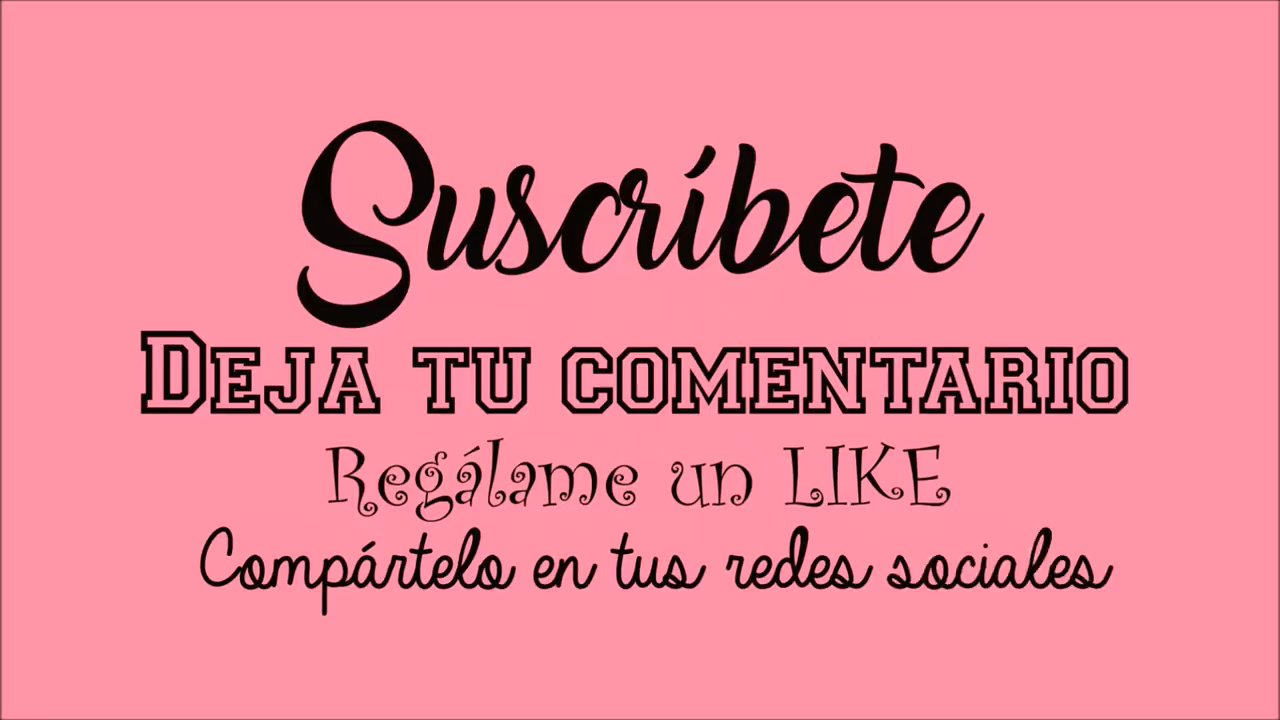 Suscríbete
DEJA TU COMENTARIO
Regálame un LIKE
Compártelo en tus redes sociales